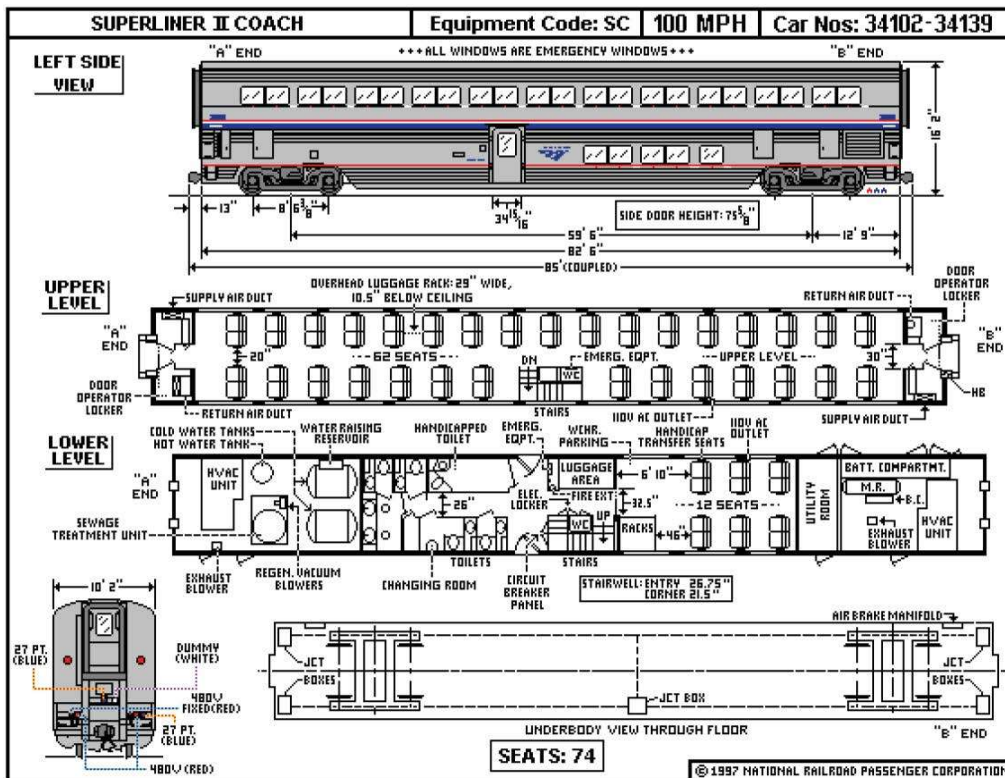 SUPERLINER II COACH
Equipment Code: SC
100 MPH
Car Nos: 34102-34139
"A" END
+++ALL WINDOWS ARE EMERGENCY WINDOWS+++
"B" END
LEFT SIDE
VIEW
16' 2"
13"
8' 6 3/8"
34 15/16"
SIDE DOOR HEIGHT: 75 5/8"
59' 6"
12' 9"
82' 6"
85' (COUPLED)
UPPER
LEVEL
SUPPLY AIR DUCT
OVERHEAD LUGGAGE RACK: 29" WIDE,
10.5" BELOW CEILING
RETURN AIR DUCT
DOOR
OPERATOR
LOCKER
"A"
END
"B"
END
20"
62 SEATS
DN
EMERG. EQPT.
WC
UPPER LEVEL
30"
DOOR
OPERATOR
LOCKER
RETURN AIR DUCT
STAIRS
110V AC OUTLET
SUPPLY AIR DUCT
HB
LOWER
LEVEL
COLD WATER TANKS
HOT WATER TANK
WATER RAISING
RESERVOIR
HANDICAPPED
TOILET
EMERG.
EQPT.
WCHR.
PARKING
HANDICAP
TRANSFER SEATS
110V AC
OUTLET
"A"
END
HVAC
UNIT
LUGGAGE
AREA
6' 10"
BATT. COMPARTMT.
M.R.
B.C.
26"
ELEC.
LOCKER
FIRE EXT.
32.5"
12 SEATS
UTILITY
ROOM
SEWAGE
TREATMENT UNIT
WC
UP
RACKS
46"
EXHAUST
BLOWER
HVAC
UNIT
"B"
END
EXHAUST
BLOWER
REGEN. VACUUM
BLOWERS
TOILETS
CHANGING ROOM
CIRCUIT
BREAKER
PANEL
STAIRS
STAIRWELL: ENTRY 26.75"
CORNER 21.5"
10' 2"
27 PT.
(BLUE)
DUMMY
(WHITE)
480V
FIXED(RED)
27 PT.
(BLUE)
480V (RED)
AIR BRAKE MANIFOLD
JCT
BOXES
JCT
BOXES
JCT BOX
UNDERBODY VIEW THROUGH FLOOR
"B" END
SEATS: 74
© 1997 NATIONAL RAILROAD PASSENGER CORPORATION